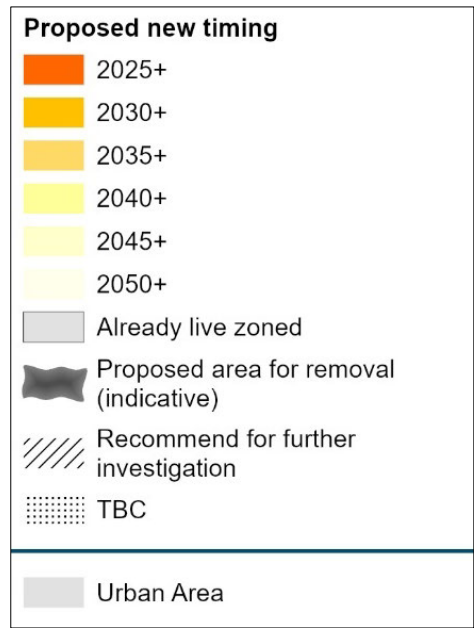 Proposed new timing
2025+
2030+
2035+
2040+
2045+
2050+
Already live zoned
Proposed area for removal
(indicative)
Recommend for further
investigation
TBC
Urban Area